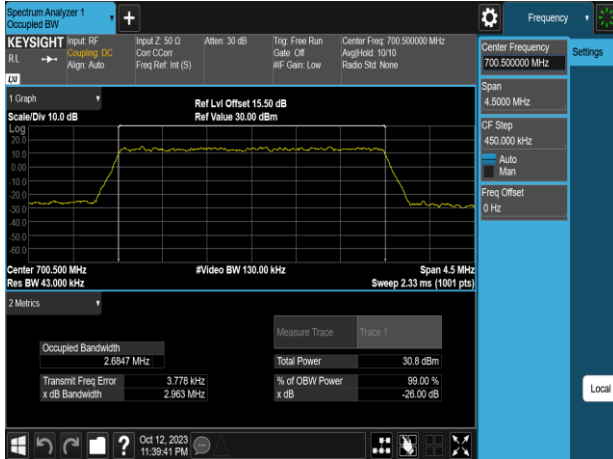 Spectrum Analyzer 1
Occupied BW
Frequency
KEYSIGHT
R L
LXI
Input: RF
Coupling: DC
Align: Auto
Input Z: 50 Ω
Corr CCorr
Freq Ref: Int (S)
Atten: 30 dB
Trig: Free Run
Gate: Off
#IF Gain: Low
Center Freq: 700.500000 MHz
Avg|Hold: 10/10
Radio Std: None
Center Frequency
700.500000 MHz
Settings
Span
4.5000 MHz
CF Step
450.000 kHz
Auto
Man
Freq Offset
0 Hz
Local
1 Graph
Scale/Div 10.0 dB
Ref Lvl Offset 15.50 dB
Ref Value 30.00 dBm
Log
20.0
10.0
0.00
-10.0
-20.0
-30.0
-40.0
-50.0
-60.0
Center 700.500 MHz
#Video BW 130.00 kHz
Span 4.5 MHz
Res BW 43.000 kHz
Sweep 2.33 ms (1001 pts)
2 Metrics
Measure Trace
Trace 1
Occupied Bandwidth
2.6847 MHz
Total Power
30.8 dBm
Transmit Freq Error
3.778 kHz
% of OBW Power
99.00 %
x dB Bandwidth
2.963 MHz
x dB
-26.00 dB
?
Oct 12, 2023
11:39:41 PM